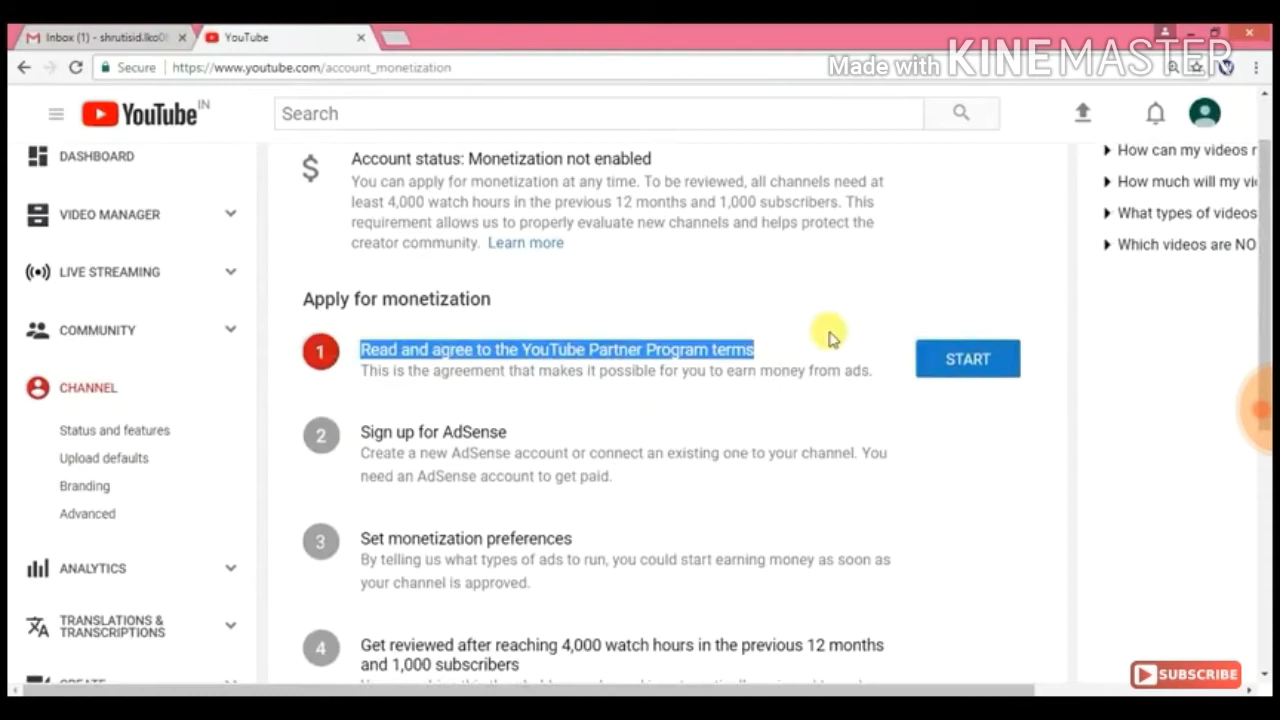 Inbox (1) - shrutisid.lko0
YouTube
Secure
https://www.youtube.com/account_monetization
Made with KINEMASTER
YouTube IN
Search
DASHBOARD
VIDEO MANAGER
LIVE STREAMING
COMMUNITY
CHANNEL
Status and features
Upload defaults
Branding
Advanced
ANALYTICS
TRANSLATIONS &
TRANSCRIPTIONS
$
Account status: Monetization not enabled
You can apply for monetization at any time. To be reviewed, all channels need at
least 4,000 watch hours in the previous 12 months and 1,000 subscribers. This
requirement allows us to properly evaluate new channels and helps protect the
creator community. Learn more
Apply for monetization
1
Read and agree to the YouTube Partner Program terms
This is the agreement that makes it possible for you to earn money from ads.
START
2
Sign up for AdSense
Create a new AdSense account or connect an existing one to your channel. You
need an AdSense account to get paid.
3
Set monetization preferences
By telling us what types of ads to run, you could start earning money as soon as
your channel is approved.
4
Get reviewed after reaching 4,000 watch hours in the previous 12 months
and 1,000 subscribers
How can my videos r
How much will my vi
What types of videos
Which videos are NO
SUBSCRIBE